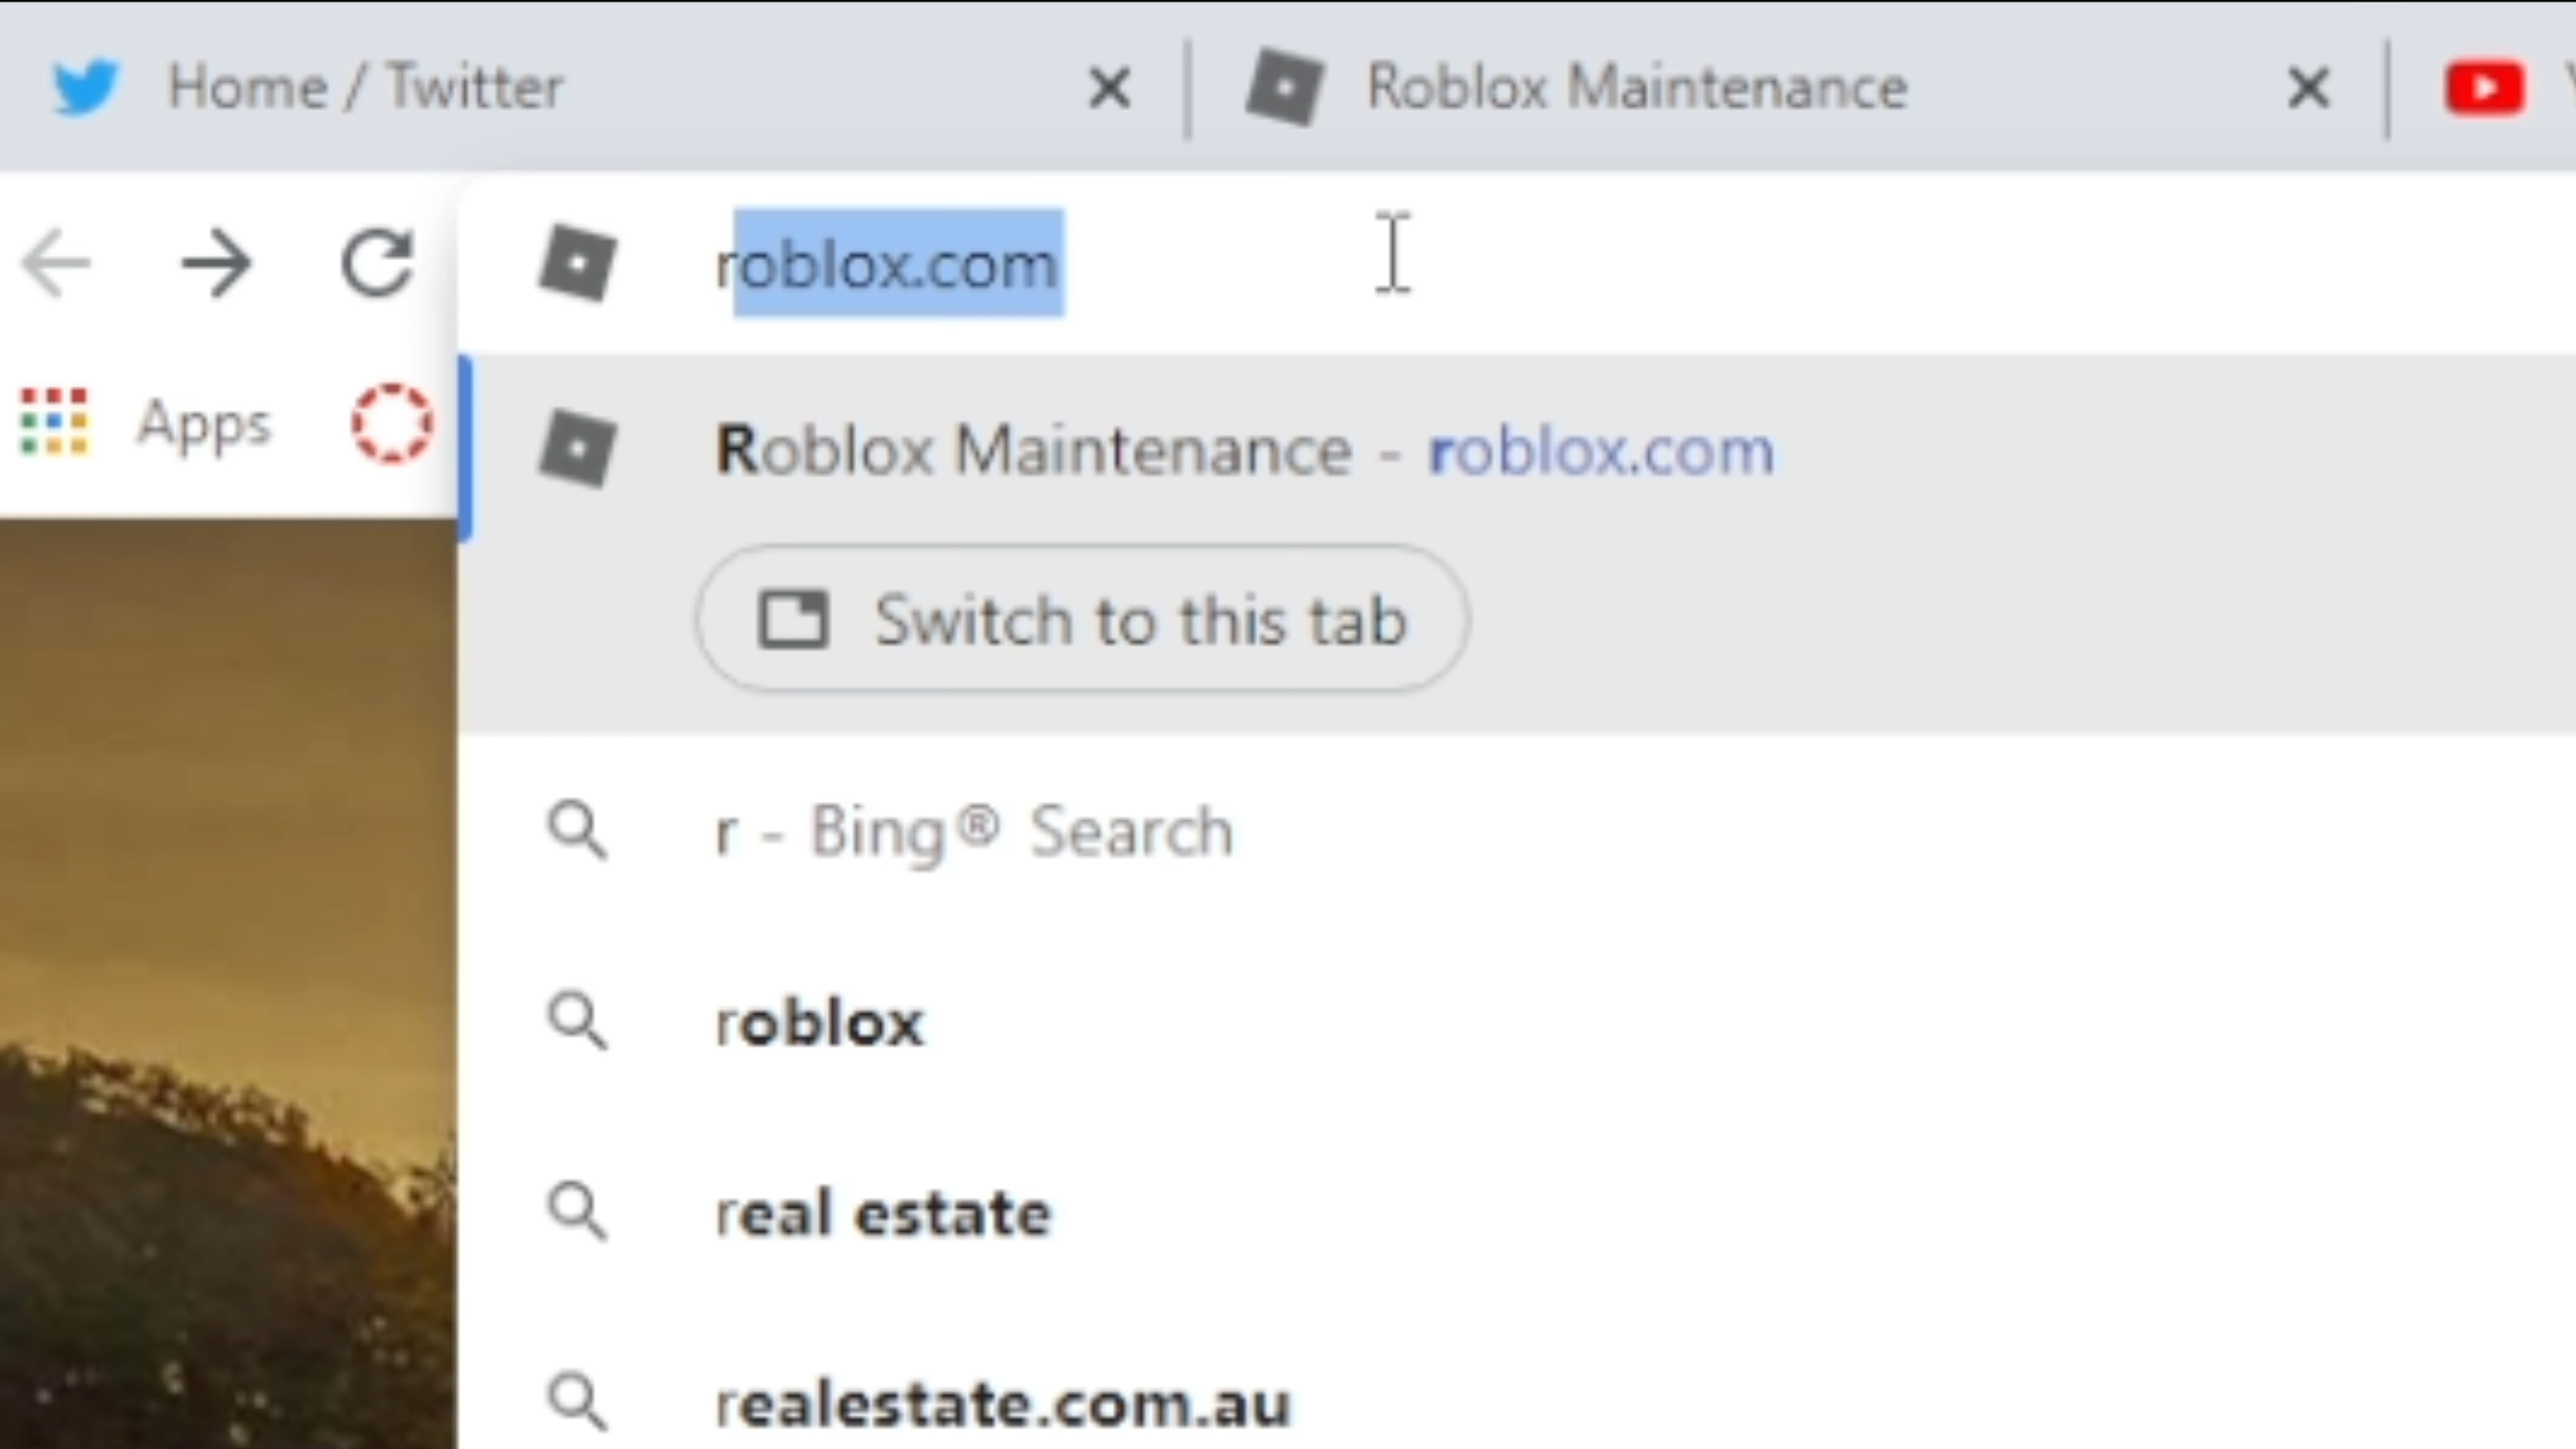 Home / Twitter
Roblox Maintenance
roblox.com
Apps
Roblox Maintenance - roblox.com
Switch to this tab
r - Bing® Search
roblox
real estate
realestate.com.au